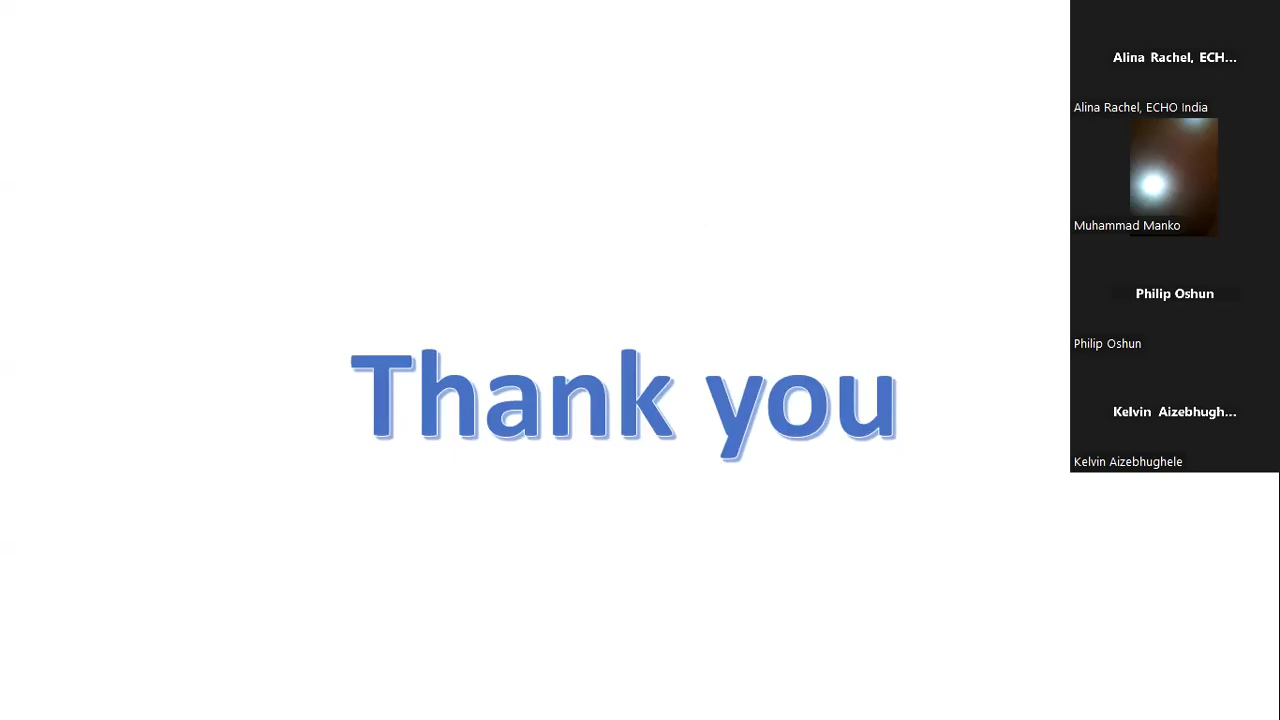 Thank you
Alina Rachel, ECH...
Alina Rachel, ECHO India
Muhammad Manko
Philip Oshun
Philip Oshun
Kelvin Aizebhugh...
Kelvin Aizebhughele